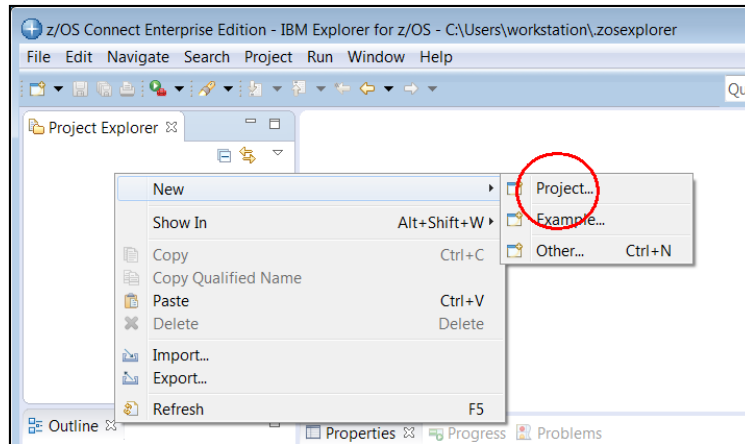 z/OS Connect Enterprise Edition - IBM Explorer for z/OS - C:\Users\workstation\.zosexplorer
File Edit Navigate Search Project Run Window Help
Qu
Project Explorer
New
Project...
Show In Alt+Shift+W
Example...
Copy Ctrl+C
Other... Ctrl+N
Copy Qualified Name
Paste Ctrl+V
Delete Delete
Import...
Export...
Refresh F5
Outline
Properties Progress Problems